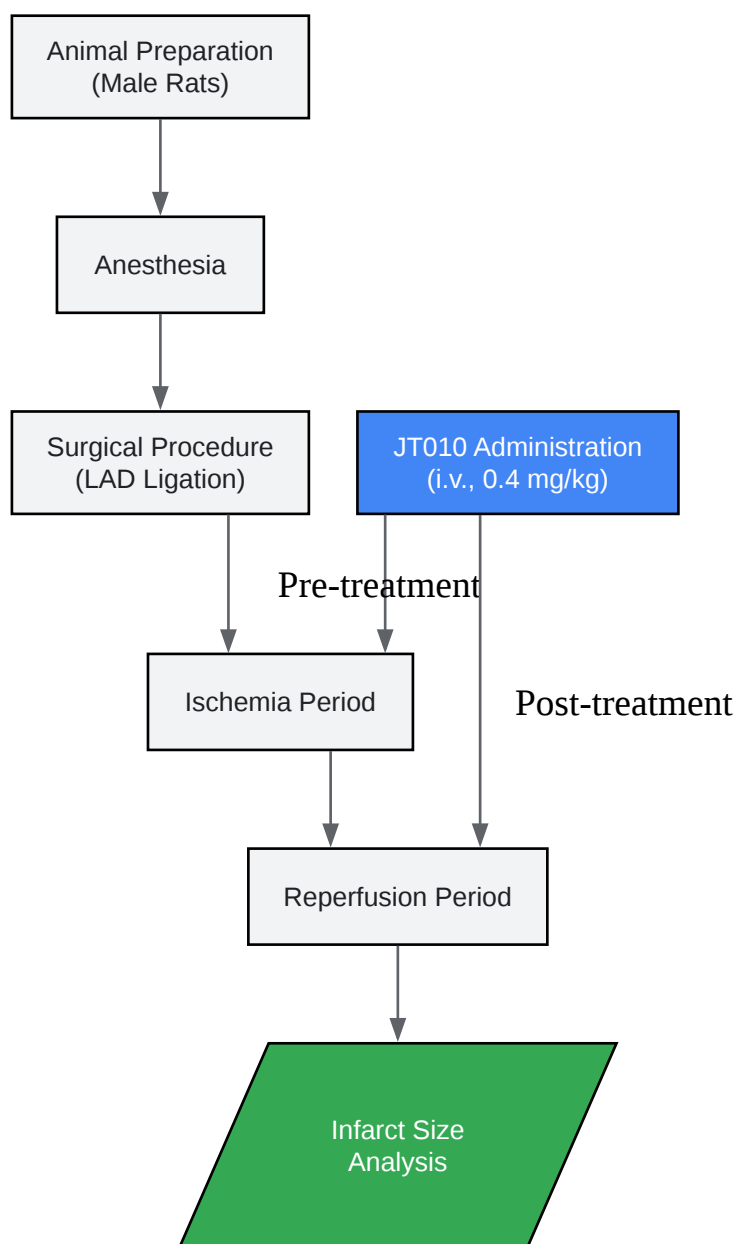 Animal Preparation
(Male Rats)
Anesthesia
Surgical Procedure
(LAD Ligation)
JT010 Administration
(i.v., 0.4 mg/kg)
Pre-treatment
Ischemia Period
Post-treatment
Reperfusion Period
Infarct Size
Analysis